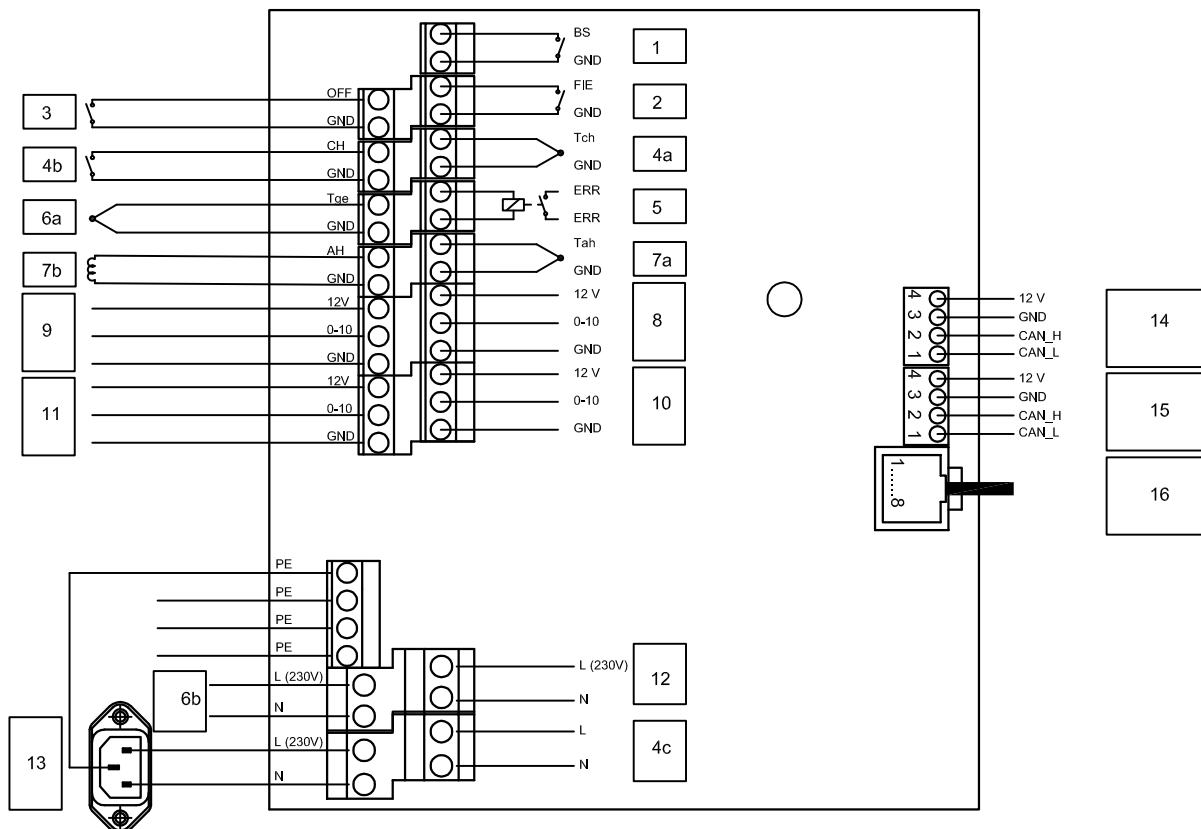 BS
GND
1
FIE
GND
2
OFF
GND
3
CH
GND
4b
Tch
GND
4a
Tge
GND
6a
ERR
ERR
5
AH
GND
7b
Tah
GND
7a
12V
0-10
GND
9
12 V
0-10
GND
8
12V
0-10
GND
11
12 V
0-10
GND
10
4 12 V
3 GND
2 CAN_H
1 CAN_L
14
4 12 V
3 GND
2 CAN_H
1 CAN_L
15
1......8
16
PE
PE
PE
PE
L (230V)
N
6b
L (230V)
N
12
L (230V)
N
13
L
N
4c